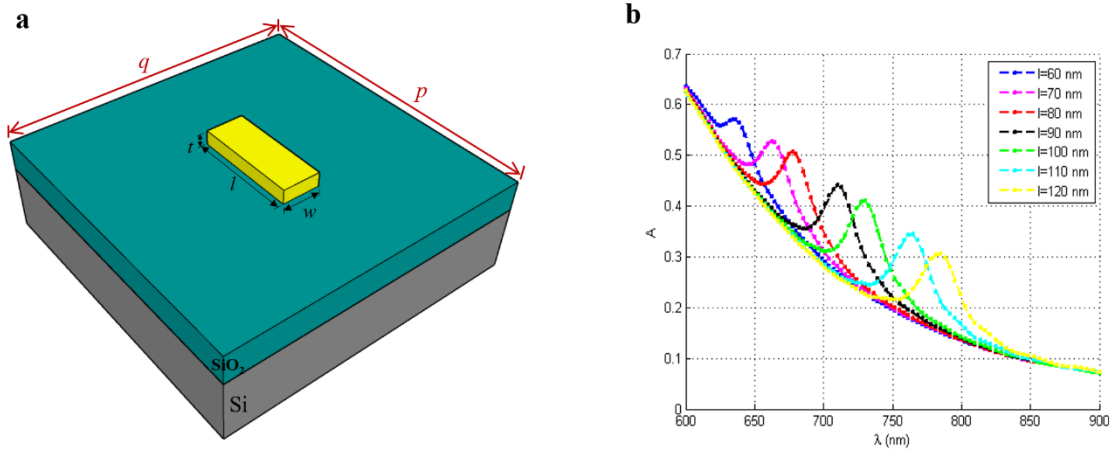 a
q
p
t
l
w
SiO₂
Si
b
0.7
0.6
0.5
0.4
0.3
0.2
0.1
0
600 650 700 750 800 850 900
A
λ (nm)
l=60 nm
l=70 nm
l=80 nm
l=90 nm
l=100 nm
l=110 nm
l=120 nm